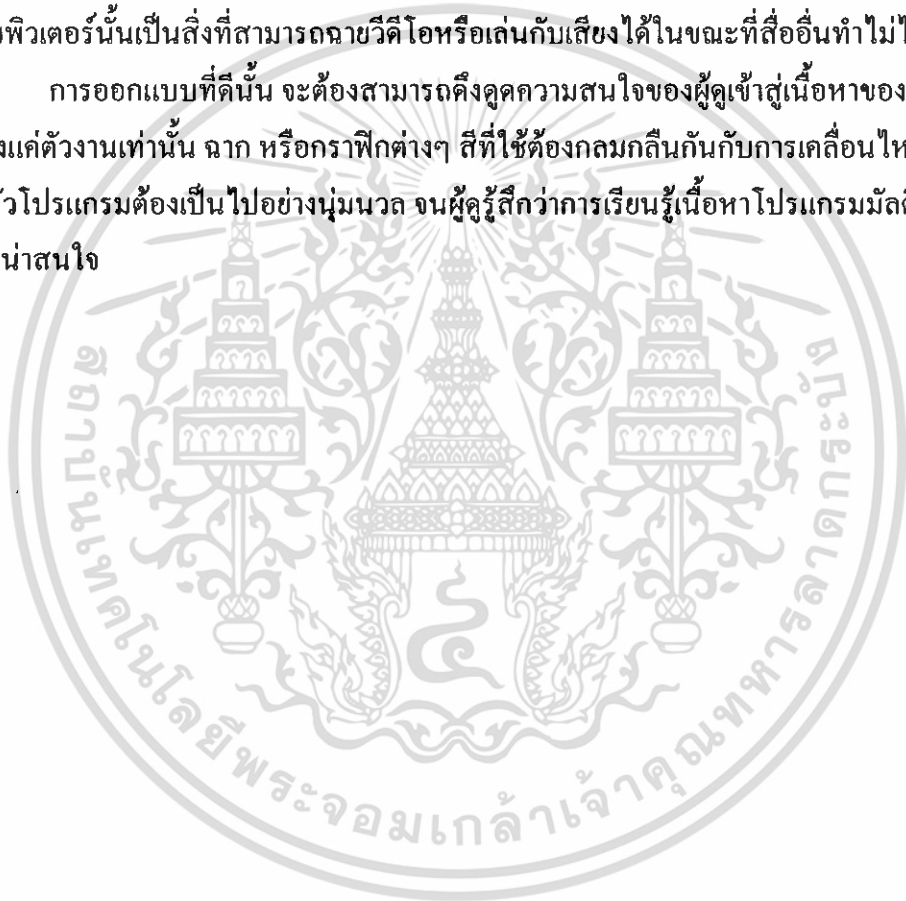 พิวเตอร์นั้นเป็นสิ่งที่สามารถฉายวีดีโอหรือเล่นกับเสียงได้ในขณะที่สื่ออื่นทำไม่ไ
การออกแบบที่ดีนั้น จะต้องสามารถดึงดูดความสนใจของผู้ดูเข้าสู่เนื้อหาของ
งแค่ตัวงานเท่านั้น ฉาก หรือกราฟิกต่างๆ สีที่ใช้ต้องกลมกลืนกันกับการเคลื่อนไห
ัวโปรแกรมต้องเป็นไปอย่างนุ่มนวล จนผู้ดูรู้สึกว่าการเรียนรู้เนื้อหาโปรแกรมมัลต
น่าสนใจ
สถาบันเทคโนโลยีพระจอมเกล้าเจ้าคุณทหารลาดกระบัง